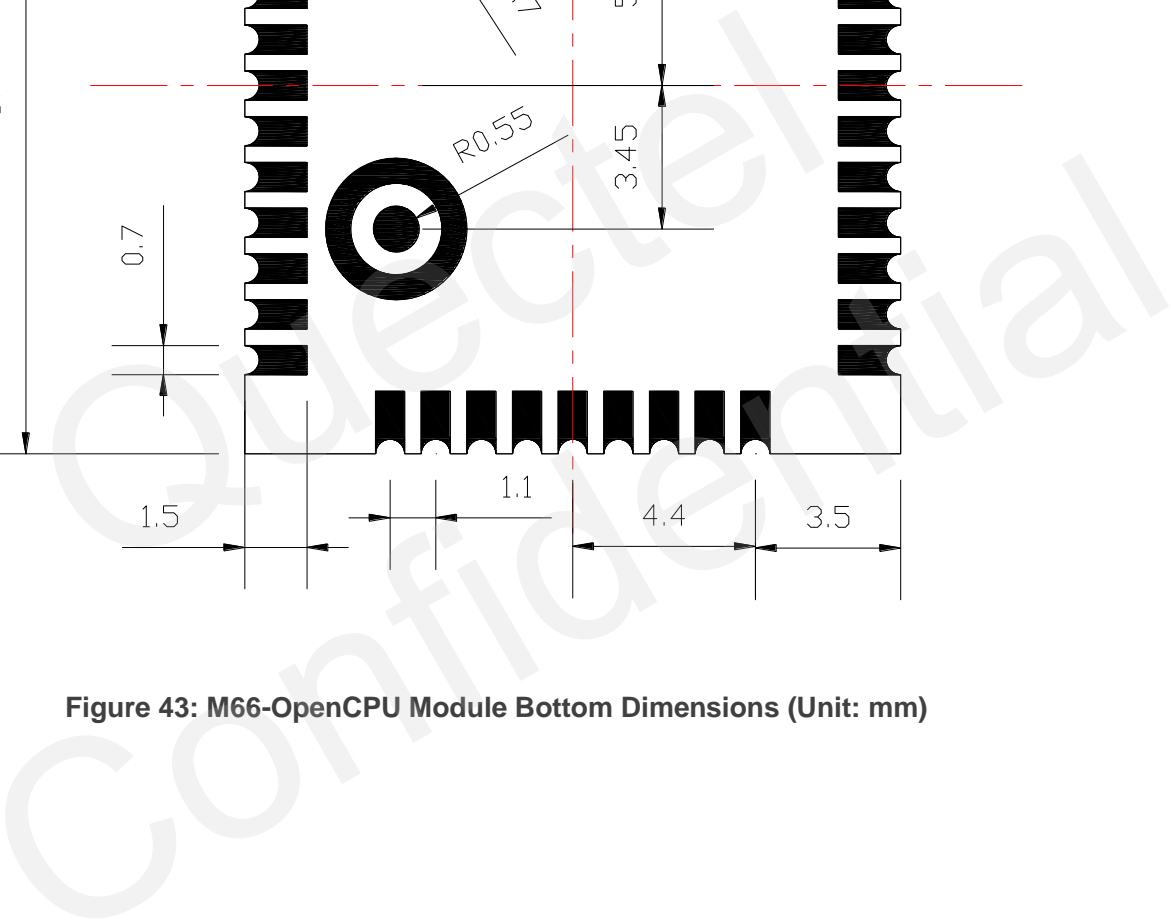 R0.55
3.45
0.7
1.1
1.5
4.4
3.5
Quectel
Confidential
Figure 43: M66-OpenCPU Module Bottom Dimensions (Unit: mm)